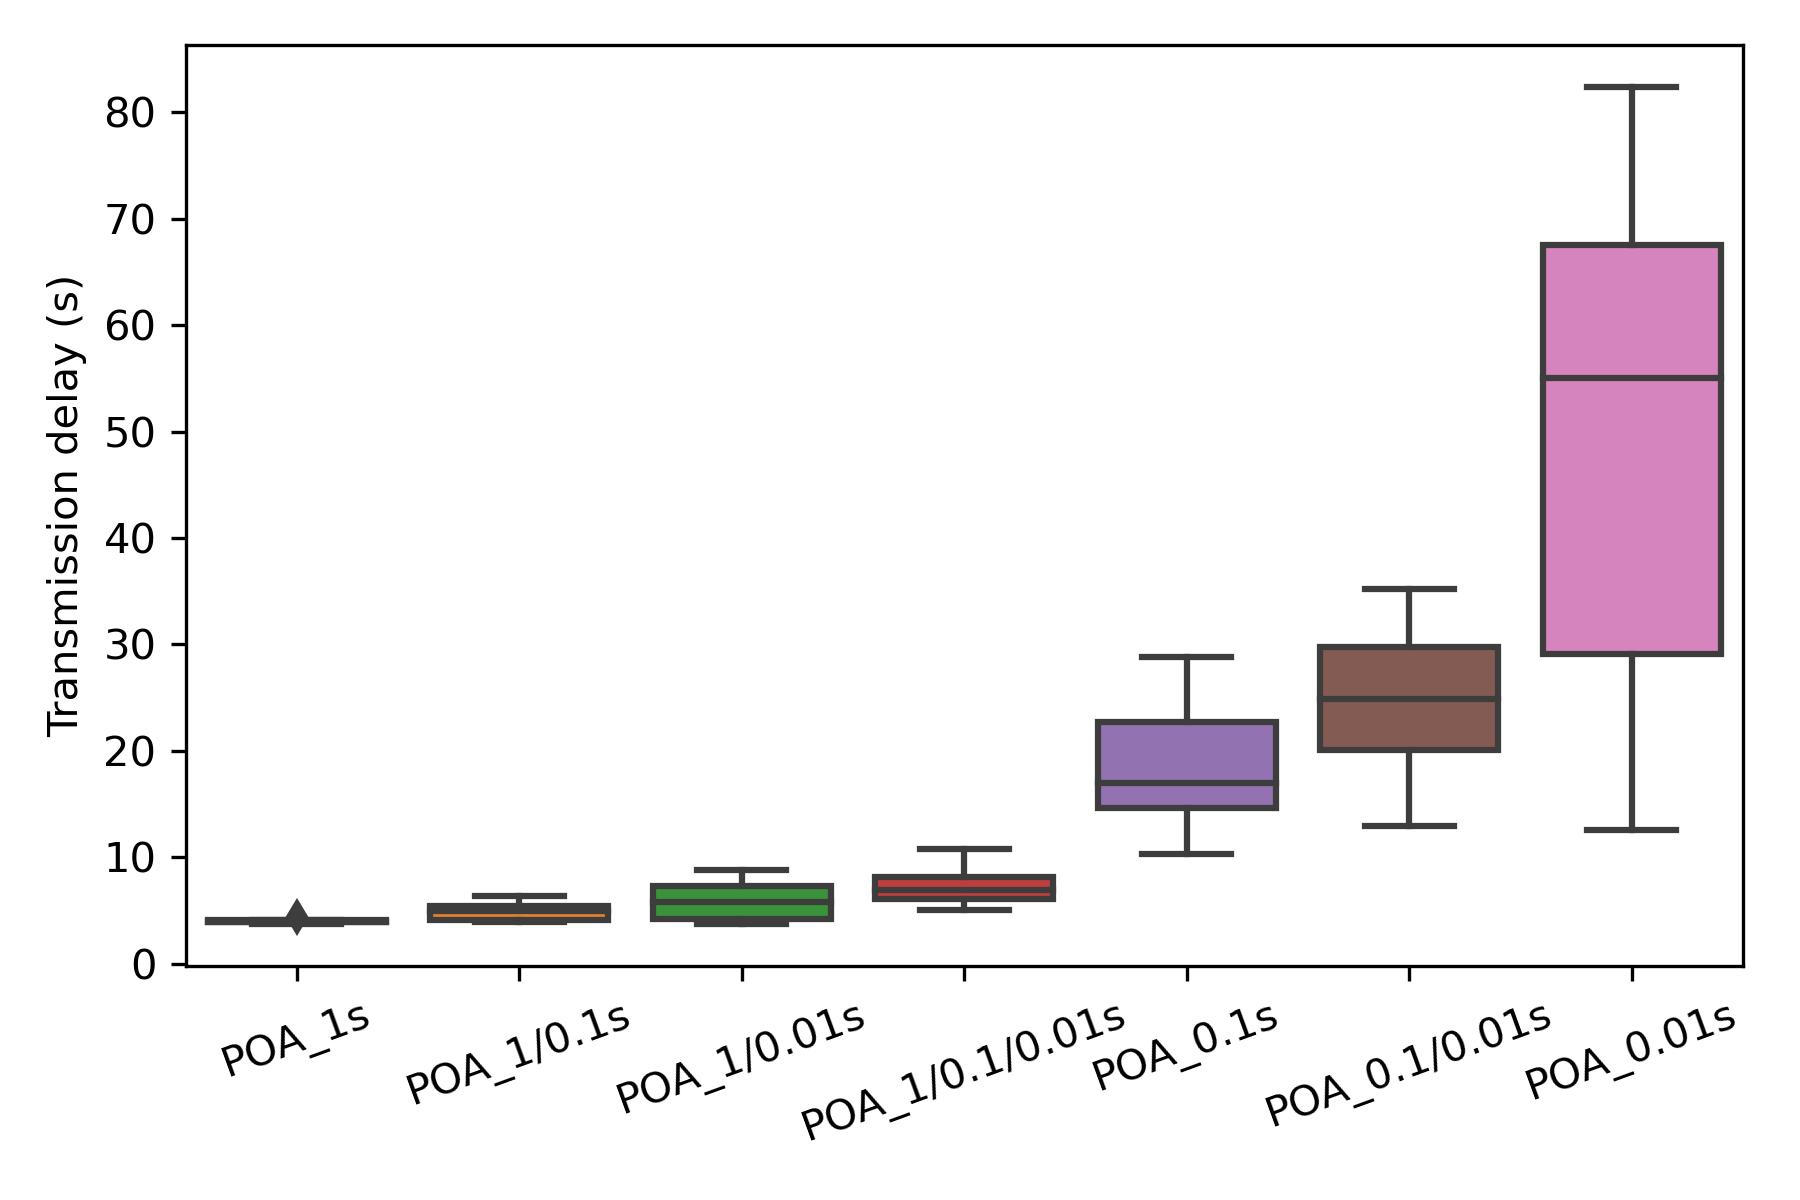 Transmission delay (s)
80
70
60
50
40
30
20
10
0
POA_1s
POA_1/0.1s
POA_1/0.01s
POA_1/0.1/0.01s
POA_0.1s
POA_0.1/0.01s
POA_0.01s